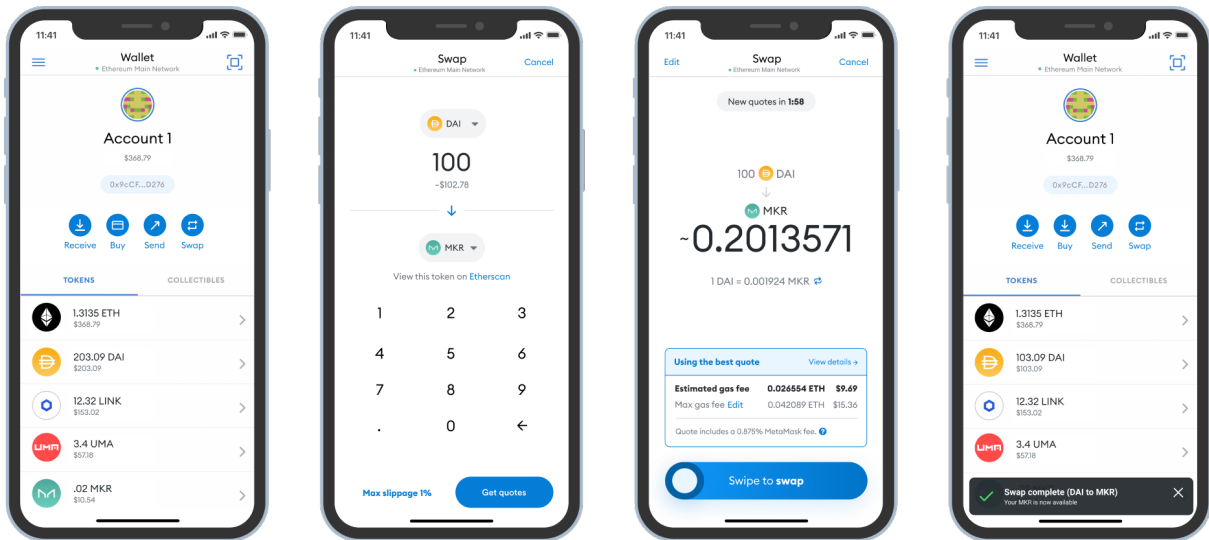 11:41
Wallet
Ethereum Main Network
Account 1
$368.79
0x9cCF...D276
Receive Buy Send Swap
TOKENS COLLECTIBLES
1.3135 ETH
$368.79
203.09 DAI
$203.09
12.32 LINK
$153.02
UMA
3.4 UMA
$57.18
.02 MKR
$10.54
11:41
Swap
Ethereum Main Network
Cancel
DAI
100
~$102.78
MKR
View this token on Etherscan
1 2 3
4 5 6
7 8 9
. 0
Max slippage 1% Get quotes
11:41
Edit Swap Cancel
Ethereum Main Network
New quotes in 1:58
100 DAI
MKR
~0.2013571
1 DAI = 0.001924 MKR
Using the best quote View details
Estimated gas fee 0.026554 ETH $9.69
Max gas fee Edit 0.042089 ETH $15.36
Quote includes a 0.875% MetaMask fee. ?
Swipe to swap
11:41
Wallet
Ethereum Main Network
Account 1
$368.79
0x9cCF...D276
Receive Buy Send Swap
TOKENS COLLECTIBLES
1.3135 ETH
$368.79
103.09 DAI
$103.09
12.32 LINK
$153.02
UMA
3.4 UMA
$57.18
Swap complete (DAI to MKR)
Your MKR is now available